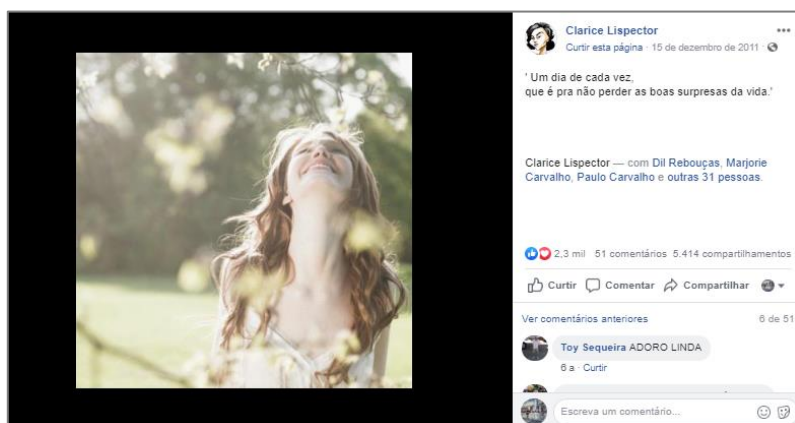 Clarice Lispector
Curtir esta página · 15 de dezembro de 2011 ·
' Um dia de cada vez,
que é pra não perder as boas surpresas da vida.'
Clarice Lispector — com Dil Rebouças, Marjorie
Carvalho, Paulo Carvalho e outras 31 pessoas.
2,3 mil 51 comentários 5.414 compartilhamentos
Curtir Comentar Compartilhar
Ver comentários anteriores 6 de 51
Toy Sequeira ADORO LINDA
6 a · Curtir
Escreva um comentário...